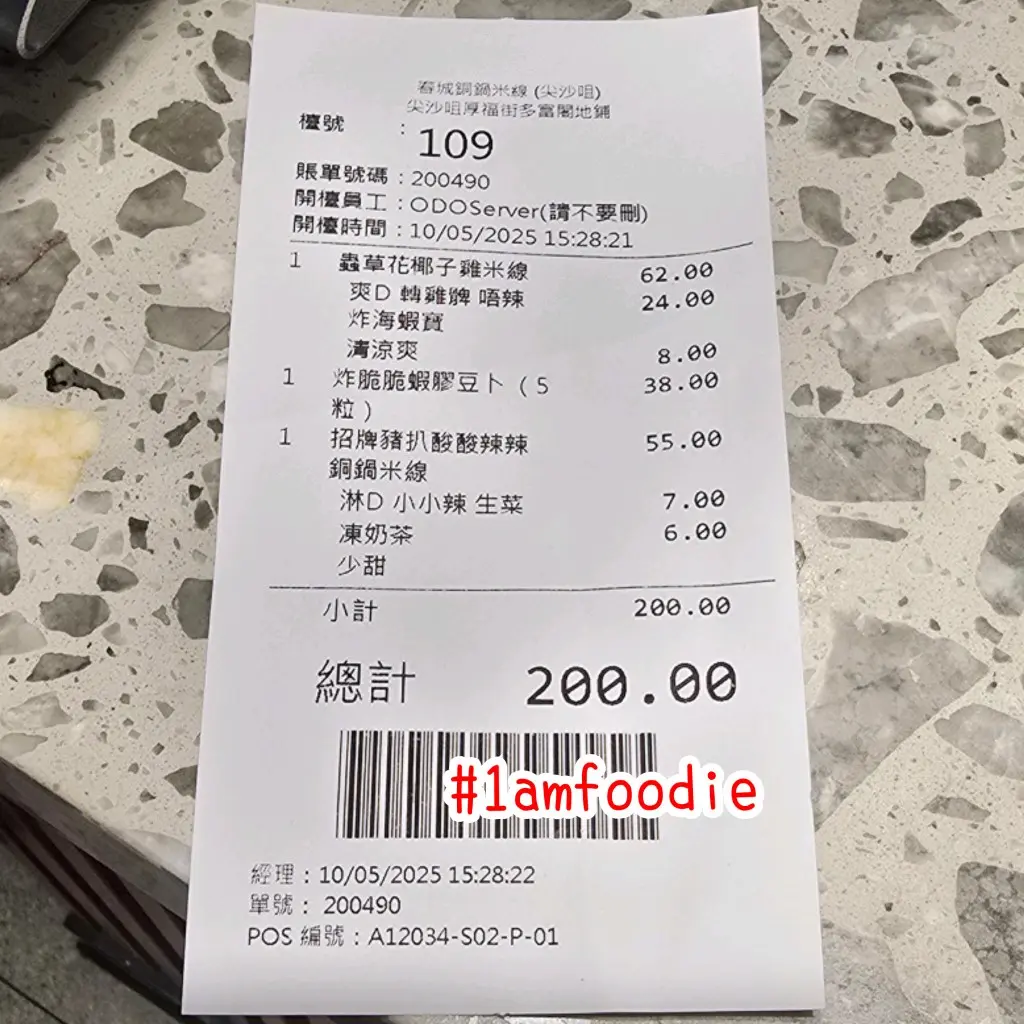 春城銅鍋米線 (尖沙咀)
尖沙咀厚福街多富閣地鋪
檯號 : 109
賬單號碼 : 200490
開檯員工 : ODOServer(請不要刪)
開檯時間 : 10/05/2025 15:28:21
1 蟲草花椰子雞米線 62.00
爽D 轉雞髀 唔辣 24.00
炸海蝦寶
清涼爽 8.00
1 炸脆脆蝦膠豆卜（5 38.00
粒）
1 招牌豬扒酸酸辣辣 55.00
銅鍋米線
淋D 小小辣 生菜 7.00
凍奶茶 6.00
少甜
小計 200.00
總計 200.00
#1amfoodie
經理 : 10/05/2025 15:28:22
單號 : 200490
POS 編號 : A12034-S02-P-01